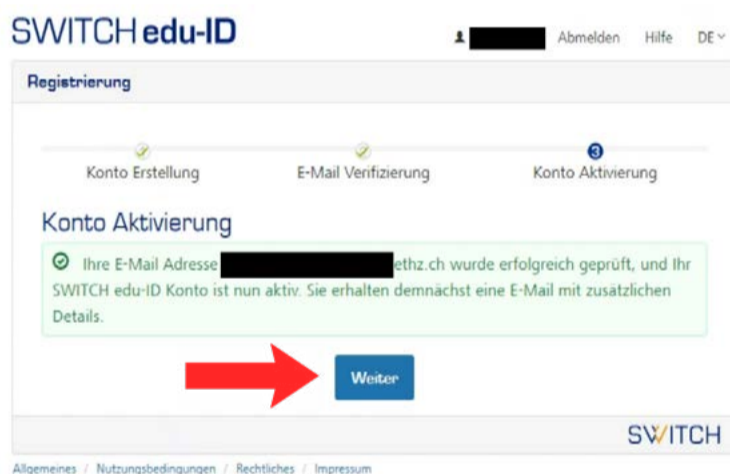 SWITCH edu-ID
Abmelden Hilfe DE
Registrierung
3
Konto Erstellung E-Mail Verifizierung Konto Aktivierung
Konto Aktivierung
Ihre E-Mail Adresse ethz.ch wurde erfolgreich geprüft, und Ihr
SWITCH edu-ID Konto ist nun aktiv. Sie erhalten demnächst eine E-Mail mit zusätzlichen
Details.
Weiter
SWITCH
Allgemeines / Nutzungsbedingungen / Rechtliches / Impressum